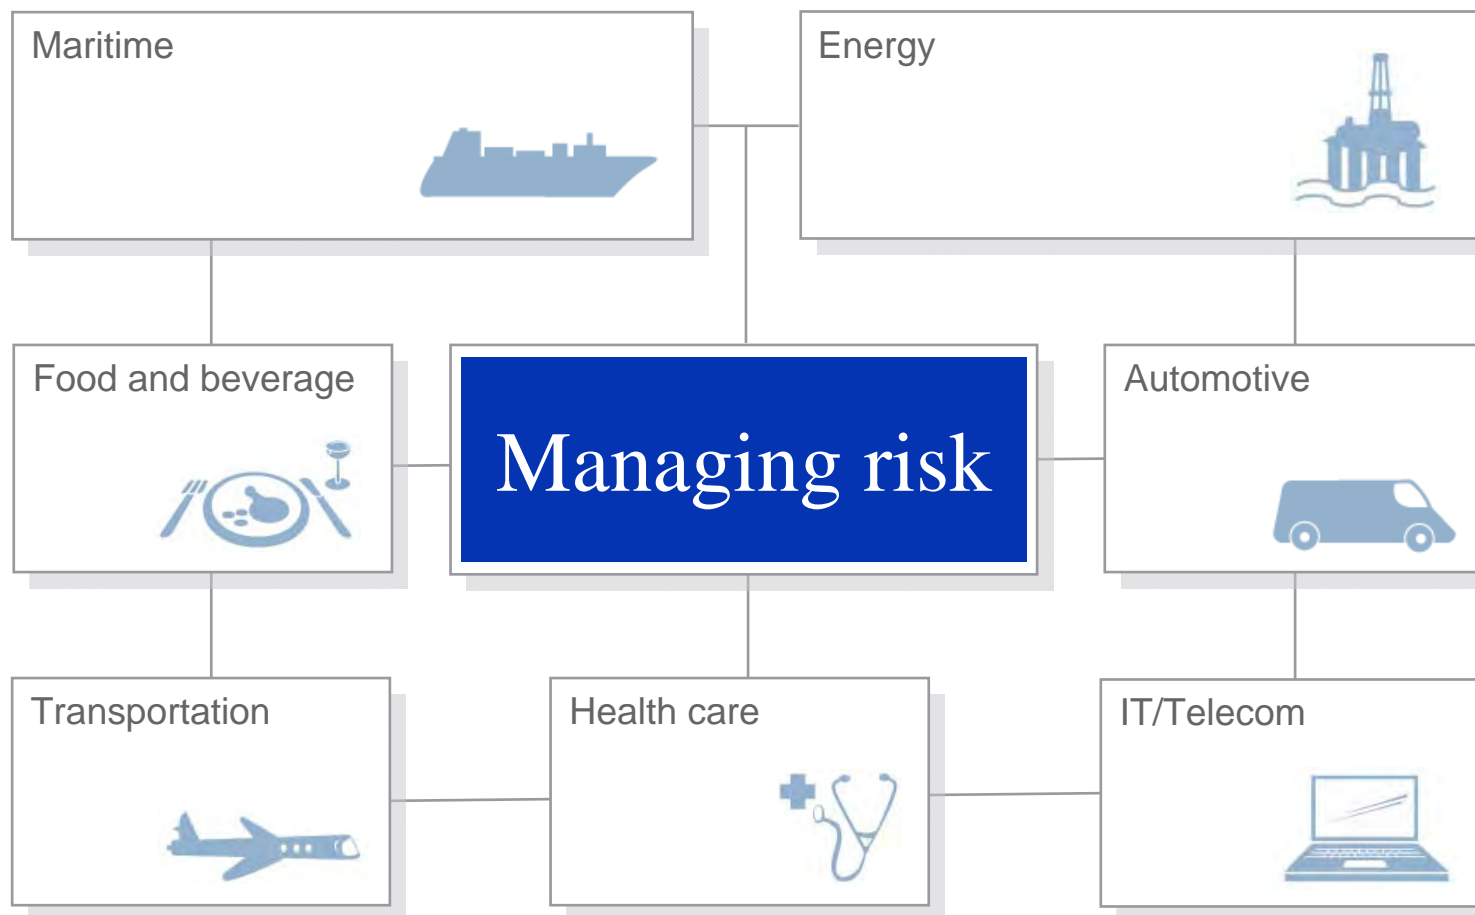 Maritime
Energy
Food and beverage
Managing risk
Automotive
Transportation
Health care
IT/Telecom